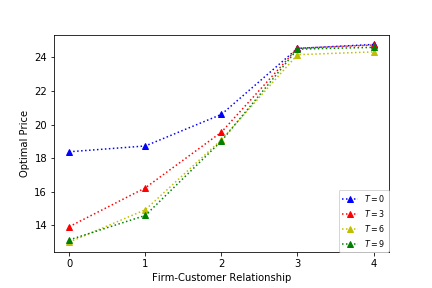 Optimal Price
24
22
20
18
16
14
0 1 2 3 4
Firm-Customer Relationship
T = 0
T = 3
T = 6
T = 9